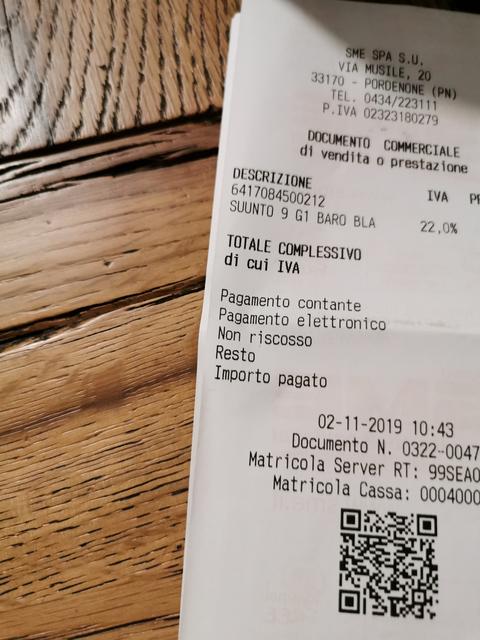 SME SPA S.U.
VIA MUSILE, 20
33170 - PORDENONE (PN)
TEL. 0434/223111
P.IVA 02323180279
DOCUMENTO COMMERCIALE
di vendita o prestazione
DESCRIZIONE IVA PR
6417084500212
SUUNTO 9 G1 BARO BLA 22,0%
TOTALE COMPLESSIVO
di cui IVA
Pagamento contante
Pagamento elettronico
Non riscosso
Resto
Importo pagato
02-11-2019 10:43
Documento N. 0322-0047
Matricola Server RT: 99SEA0
Matricola Cassa: 0004000